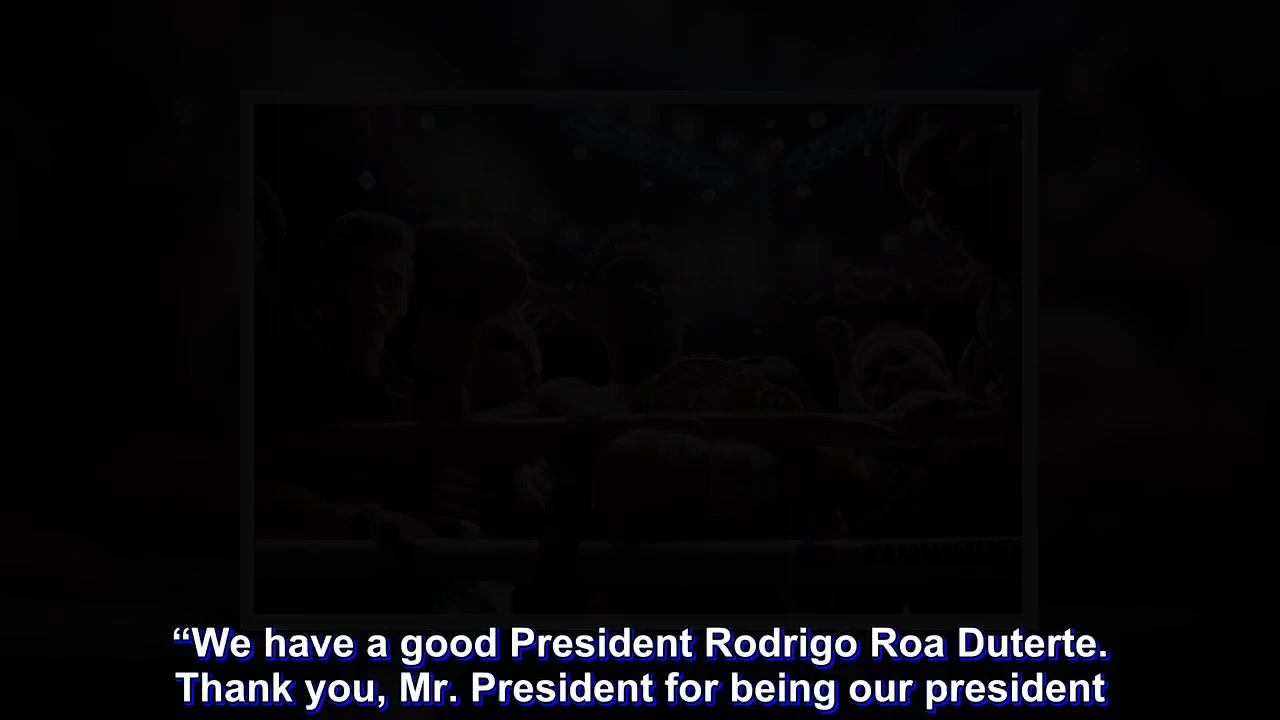 “We have a good President Rodrigo Roa Duterte.
Thank you, Mr. President for being our president